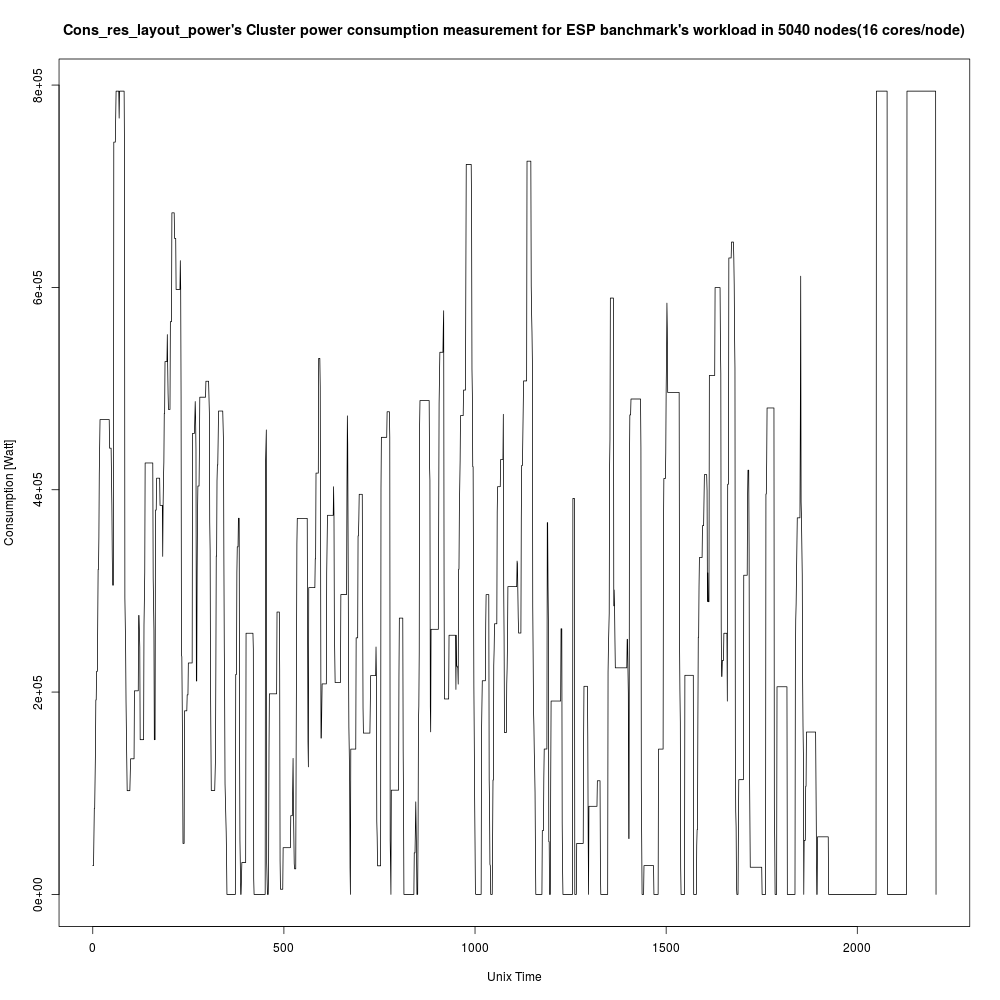 Cons_res_layout_power's Cluster power consumption measurement for ESP banchmark's workload in 5040 nodes(16 cores/node)
8e+05
6e+05
4e+05
2e+05
0e+00
Consumption [Watt]
0 500 1000 1500 2000
Unix Time